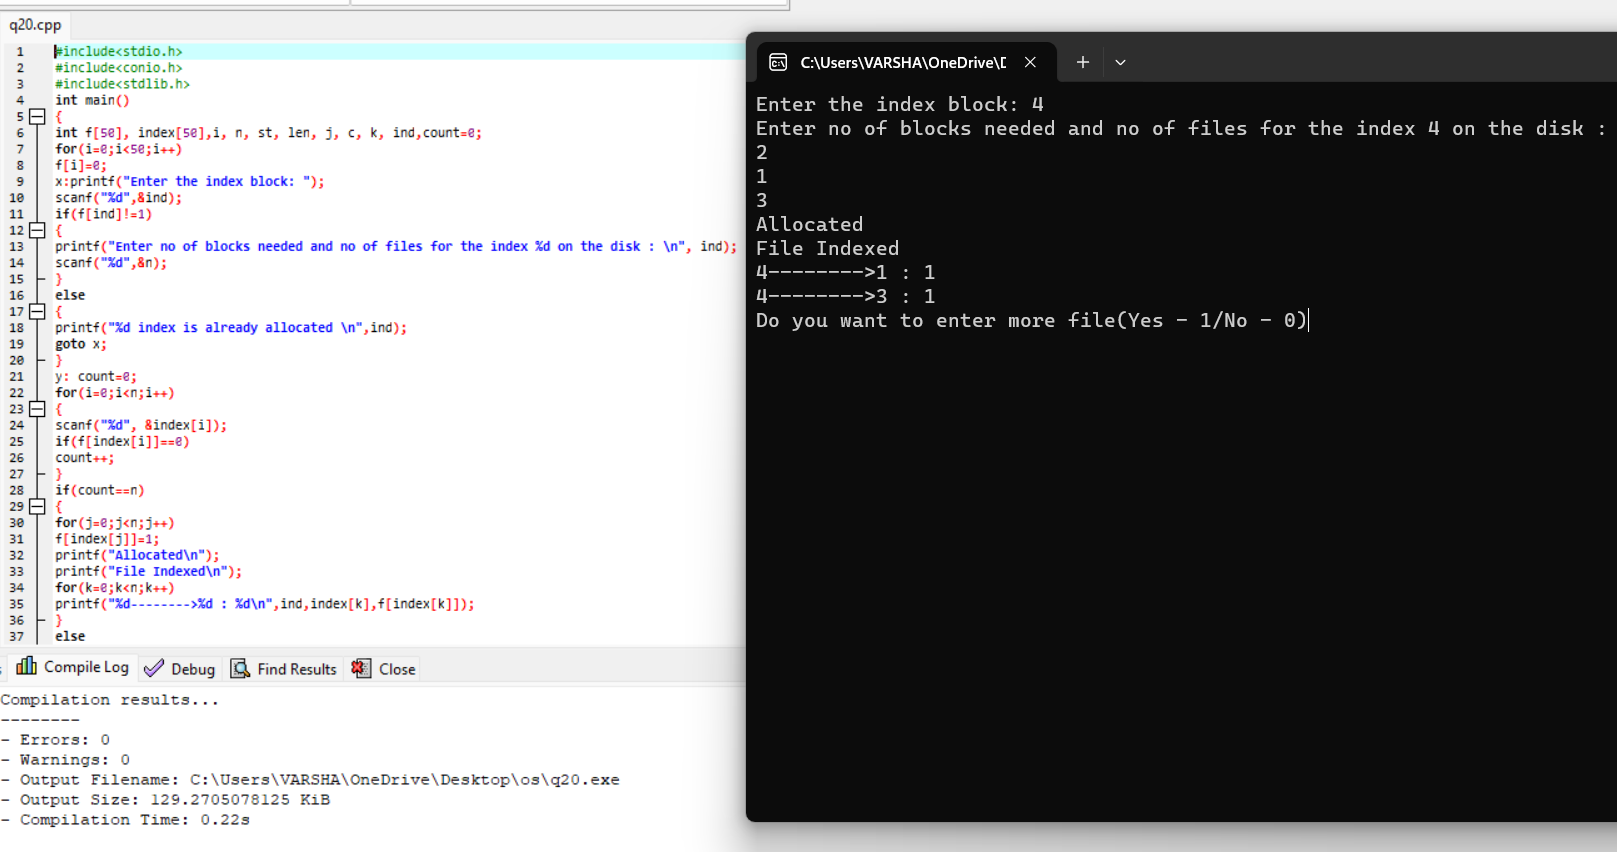 q20.cpp
1 #include<stdio.h>
2 #include<conio.h>
3 #include<stdlib.h>
4 int main()
5 {
6 int f[50], index[50],i, n, st, len, j, c, k, ind,count=0;
7 for(i=0;i<50;i++)
8 f[i]=0;
9 x:printf("Enter the index block: ");
10 scanf("%d",&ind);
11 if(f[ind]!=1)
12 {
13 printf("Enter no of blocks needed and no of files for the index %d on the disk : \n", ind);
14 scanf("%d",&n);
15 }
16 else
17 {
18 printf("%d index is already allocated \n",ind);
19 goto x;
20 }
21 y: count=0;
22 for(i=0;i<n;i++)
23 {
24 scanf("%d", &index[i]);
25 if(f[index[i]]==0)
26 count++;
27 }
28 if(count==n)
29 {
30 for(j=0;j<n;j++)
31 f[index[j]]=1;
32 printf("Allocated\n");
33 printf("File Indexed\n");
34 for(k=0;k<n;k++)
35 printf("%d-------->%d : %d\n",ind,index[k],f[index[k]]);
36 }
37 else
Compile Log Debug Find Results Close
Compilation results...
--------
- Errors: 0
- Warnings: 0
- Output Filename: C:\Users\VARSHA\OneDrive\Desktop\os\q20.exe
- Output Size: 129.2705078125 KiB
- Compilation Time: 0.22s
C:\Users\VARSHA\OneDrive\D
Enter the index block: 4
Enter no of blocks needed and no of files for the index 4 on the disk :
2
1
3
Allocated
File Indexed
4-------->1 : 1
4-------->3 : 1
Do you want to enter more file(Yes - 1/No - 0)